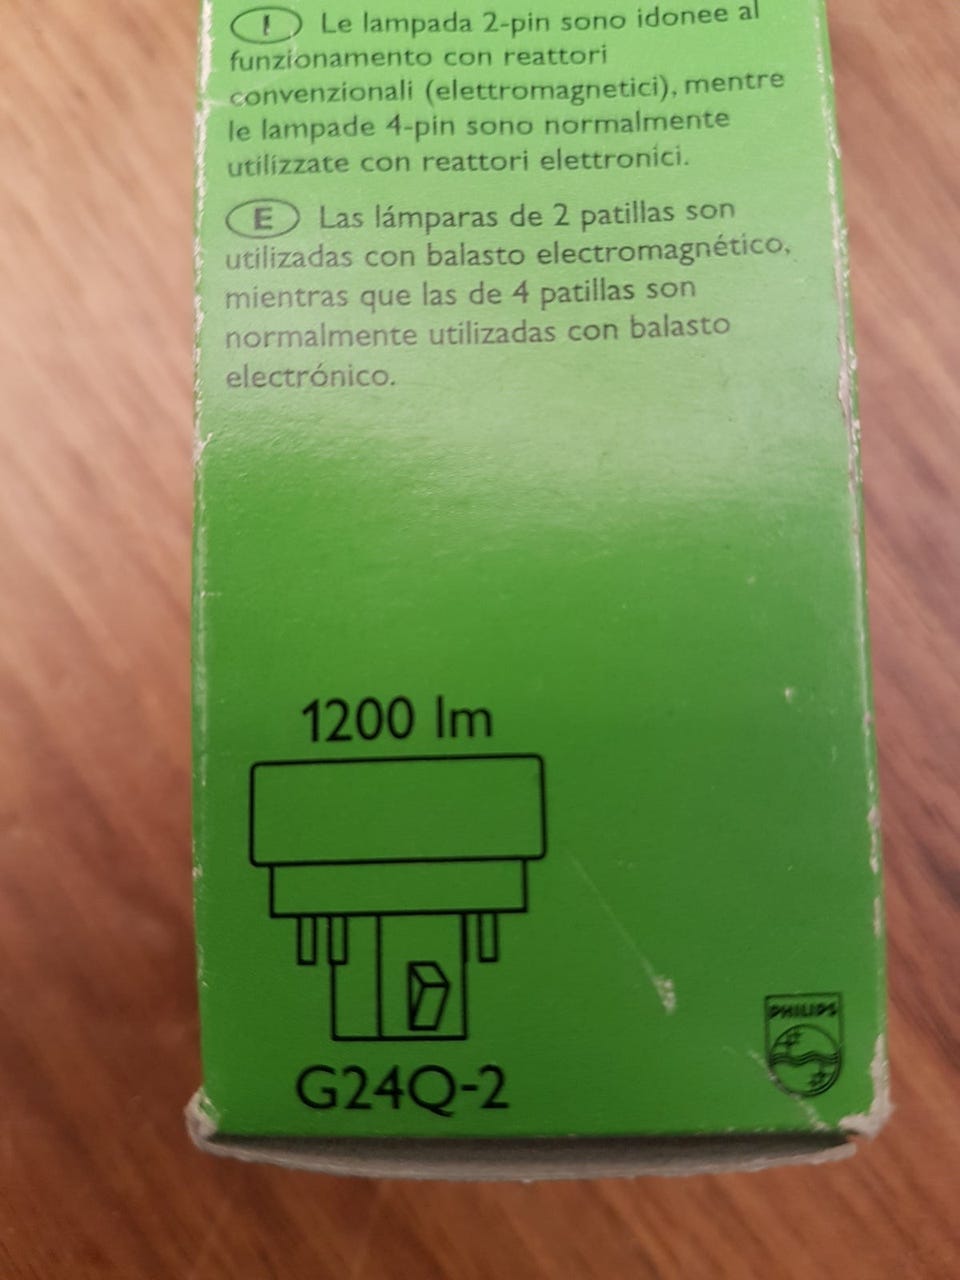 I Le lampada 2-pin sono idonee al
funzionamento con reattori
convenzionali (elettromagnetici), mentre
le lampade 4-pin sono normalmente
utilizzate con reattori elettronici.
E Las lámparas de 2 patillas son
utilizadas con balasto electromagnético,
mientras que las de 4 patillas son
normalmente utilizadas con balasto
electrónico.
1200 lm
G24Q-2
PHILIPS